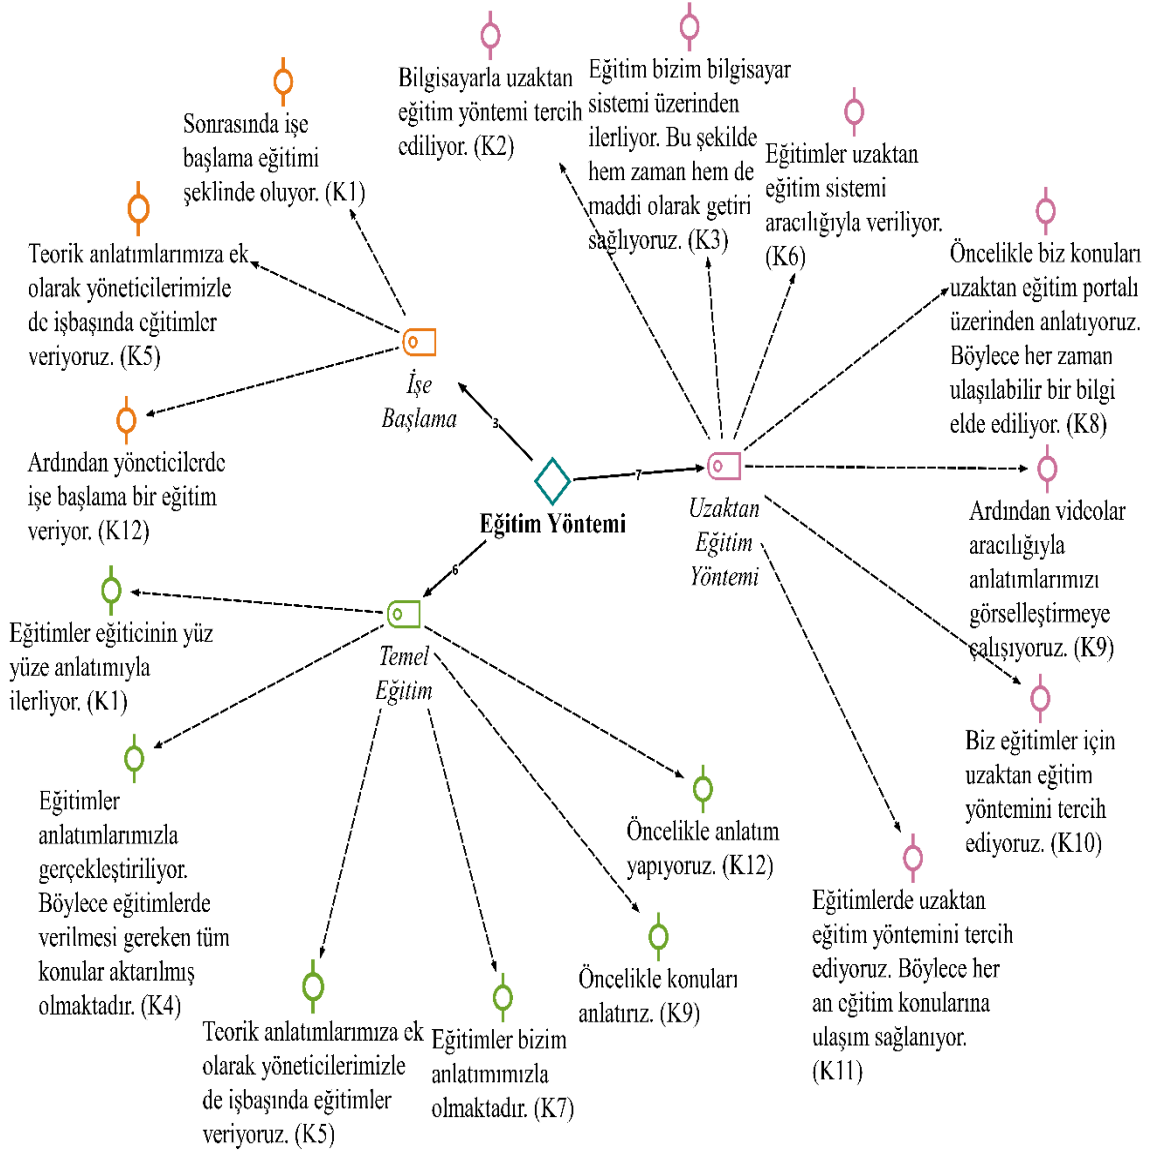 Bilgisayarla uzaktan
eğitim yöntemi tercih
ediliyor. (K2)
Eğitim bizim bilgisayar
sistemi üzerinden
ilerliyor. Bu şekilde
hem zaman hem de
maddi olarak getiri
sağlıyoruz. (K3)
Sonrasında işe
başlama eğitimi
şeklinde oluyor. (K1)
Eğitimler uzaktan
eğitim sistemi
aracılığıyla veriliyor.
(K6)
Teorik anlatımlarımıza ek
olarak yöneticilerimizle
de işbaşında eğitimler
veriyoruz. (K5)
Öncelikle biz konuları
uzaktan eğitim portalı
üzerinden anlatıyoruz.
Böylece her zaman
ulaşılabilir bir bilgi
elde ediliyor. (K8)
İşe
Başlama
3
Ardından yöneticilerde
işe başlama bir eğitim
veriyor. (K12)
7
Eğitim Yöntemi
Uzaktan
Eğitim
Yöntemi
Ardından videolar
aracılığıyla
anlatımlarımızı
görselleştirmeye
çalışıyoruz. (K9)
6
Eğitimler eğiticinin yüz
yüze anlatımıyla
ilerliyor. (K1)
Temel
Eğitim
Biz eğitimler için
uzaktan eğitim
yöntemini tercih
ediyoruz. (K10)
Eğitimler
anlatımlarımızla
gerçekleştiriliyor.
Böylece eğitimlerde
verilmesi gereken tüm
konular aktarılmış
olmaktadır. (K4)
Öncelikle anlatım
yapıyoruz. (K12)
Eğitimlerde uzaktan
eğitim yöntemini tercih
ediyoruz. Böylece her
an eğitim konularına
ulaşım sağlanıyor.
(K11)
Öncelikle konuları
anlatırız. (K9)
Teorik anlatımlarımıza ek
olarak yöneticilerimizle
de işbaşında eğitimler
veriyoruz. (K5)
Eğitimler bizim
anlatımımızla
olmaktadır. (K7)